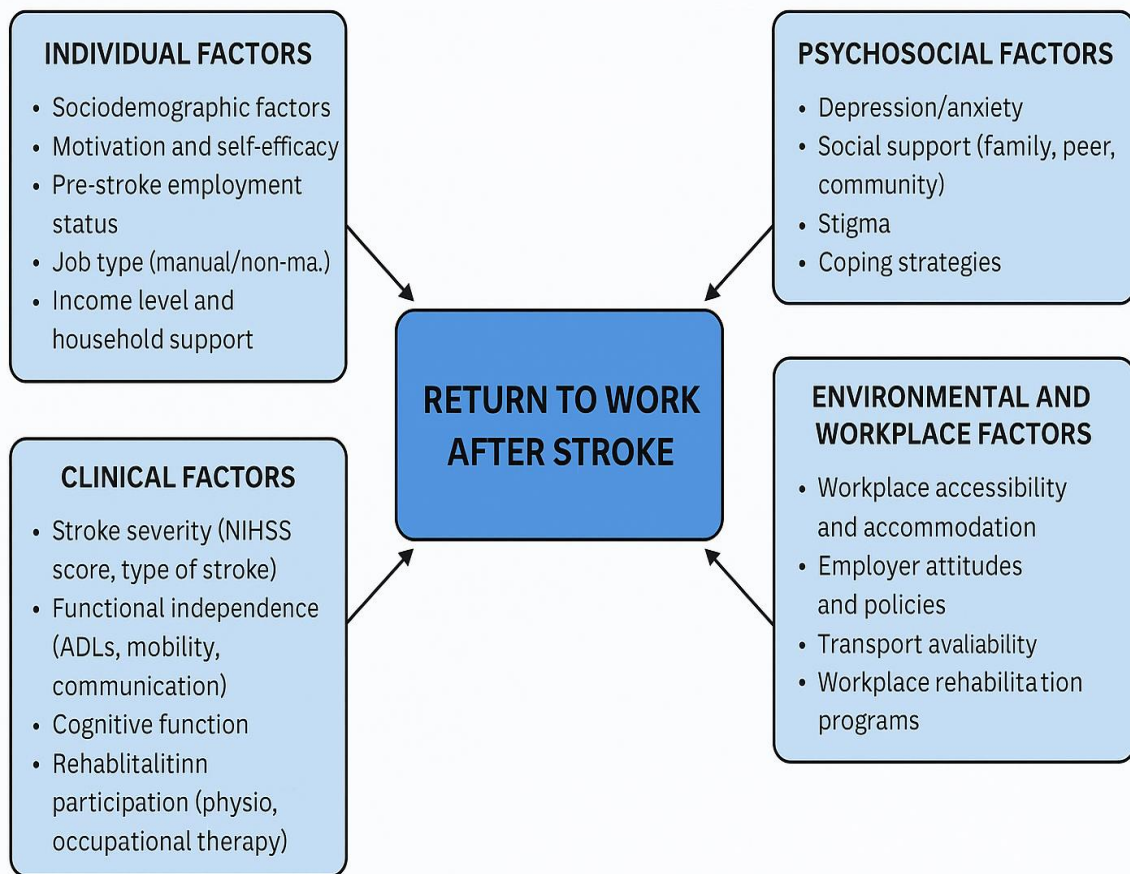 INDIVIDUAL FACTORS
• Sociodemographic factors
• Motivation and self-efficacy
• Pre-stroke employment
status
• Job type (manual/non-ma.)
• Income level and
household support
PSYCHOSOCIAL FACTORS
• Depression/anxiety
• Social support (family, peer,
community)
• Stigma
• Coping strategies
RETURN TO WORK
AFTER STROKE
CLINICAL FACTORS
• Stroke severity (NIHSS
score, type of stroke)
• Functional independence
(ADLs, mobility,
communication)
• Cognitive function
• Rehablitalitinn
participation (physio,
occupational therapy)
ENVIRONMENTAL AND
WORKPLACE FACTORS
• Workplace accessibility
and accommodation
• Employer attitudes
and policies
• Transport avaliability
• Workplace rehabilitation
programs